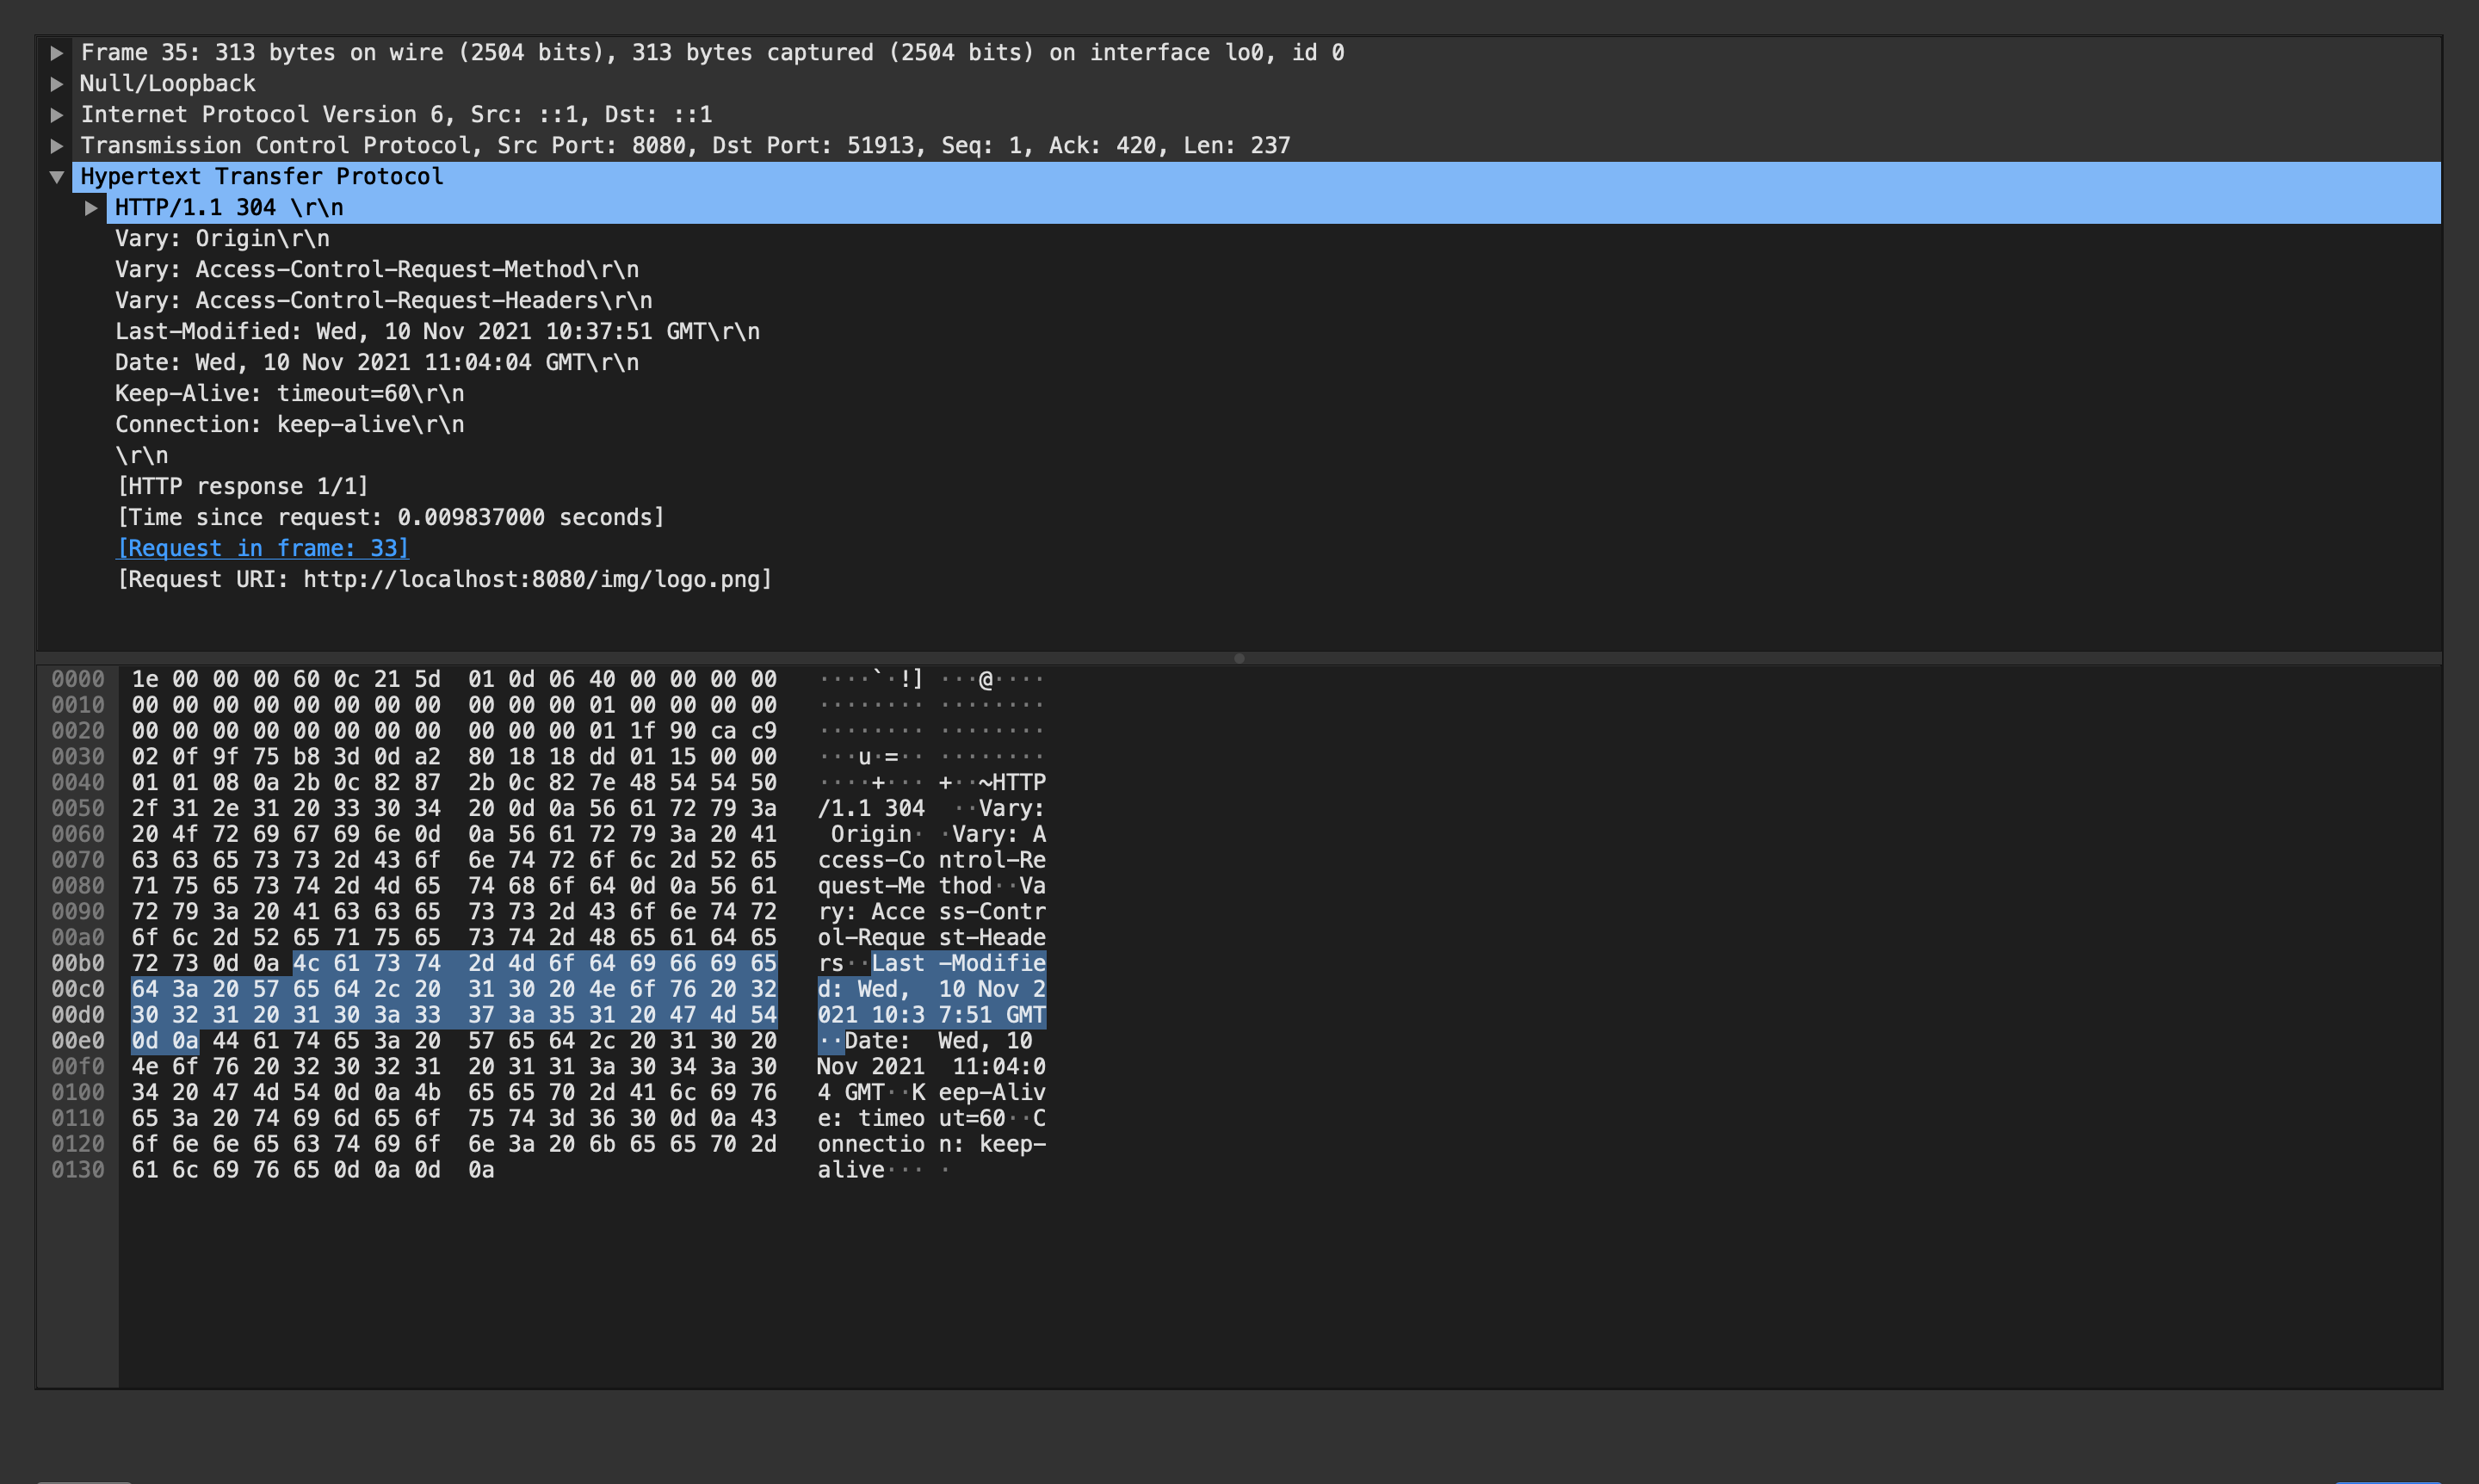 Frame 35: 313 bytes on wire (2504 bits), 313 bytes captured (2504 bits) on interface lo0, id 0
Null/Loopback
Internet Protocol Version 6, Src: ::1, Dst: ::1
Transmission Control Protocol, Src Port: 8080, Dst Port: 51913, Seq: 1, Ack: 420, Len: 237
Hypertext Transfer Protocol
HTTP/1.1 304 \r\n
Vary: Origin\r\n
Vary: Access-Control-Request-Method\r\n
Vary: Access-Control-Request-Headers\r\n
Last-Modified: Wed, 10 Nov 2021 10:37:51 GMT\r\n
Date: Wed, 10 Nov 2021 11:04:04 GMT\r\n
Keep-Alive: timeout=60\r\n
Connection: keep-alive\r\n
\r\n
[HTTP response 1/1]
[Time since request: 0.009837000 seconds]
[Request in frame: 33]
[Request URI: http://localhost:8080/img/logo.png]
0000 1e 00 00 00 60 0c 21 5d 01 0d 06 40 00 00 00 00 ····`·!] ···@····
0010 00 00 00 00 00 00 00 00 00 00 00 01 00 00 00 00 ········ ········
0020 00 00 00 00 00 00 00 00 00 00 00 01 1f 90 ca c9 ········ ········
0030 02 0f 9f 75 b8 3d 0d a2 80 18 18 dd 01 15 00 00 ···u·=·· ········
0040 01 01 08 0a 2b 0c 82 87 2b 0c 82 7e 48 54 54 50 ····+··· +··~HTTP
0050 2f 31 2e 31 20 33 30 34 20 0d 0a 56 61 72 79 3a /1.1 304  ··Vary:
0060 20 4f 72 69 67 69 6e 0d 0a 56 61 72 79 3a 20 41  Origin· ·Vary: A
0070 63 63 65 73 73 2d 43 6f 6e 74 72 6f 6c 2d 52 65 ccess-Co ntrol-Re
0080 71 75 65 73 74 2d 4d 65 74 68 6f 64 0d 0a 56 61 quest-Me thod··Va
0090 72 79 3a 20 41 63 63 65 73 73 2d 43 6f 6e 74 72 ry: Acce ss-Contr
00a0 6f 6c 2d 52 65 71 75 65 73 74 2d 48 65 61 64 65 ol-Reque st-Heade
00b0 72 73 0d 0a 4c 61 73 74 2d 4d 6f 64 69 66 69 65 rs··Last -Modifie
00c0 64 3a 20 57 65 64 2c 20 31 30 20 4e 6f 76 20 32 d: Wed,  10 Nov 2
00d0 30 32 31 20 31 30 3a 33 37 3a 35 31 20 47 4d 54 021 10:3 7:51 GMT
00e0 0d 0a 44 61 74 65 3a 20 57 65 64 2c 20 31 30 20 ··Date:  Wed, 10
00f0 4e 6f 76 20 32 30 32 31 20 31 31 3a 30 34 3a 30 Nov 2021  11:04:0
0100 34 20 47 4d 54 0d 0a 4b 65 65 70 2d 41 6c 69 76 4 GMT··K eep-Aliv
0110 65 3a 20 74 69 6d 65 6f 75 74 3d 36 30 0d 0a 43 e: timeo ut=60··C
0120 6f 6e 6e 65 63 74 69 6f 6e 3a 20 6b 65 65 70 2d onnectio n: keep-
0130 61 6c 69 76 65 0d 0a 0d 0a alive··· ·